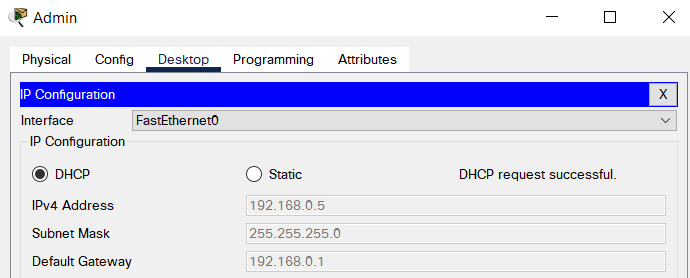 Admin
Physical Config Desktop Programming Attributes
IP Configuration X
Interface FastEthernet0
IP Configuration
DHCP Static DHCP request successful.
IPv4 Address 192.168.0.5
Subnet Mask 255.255.255.0
Default Gateway 192.168.0.1